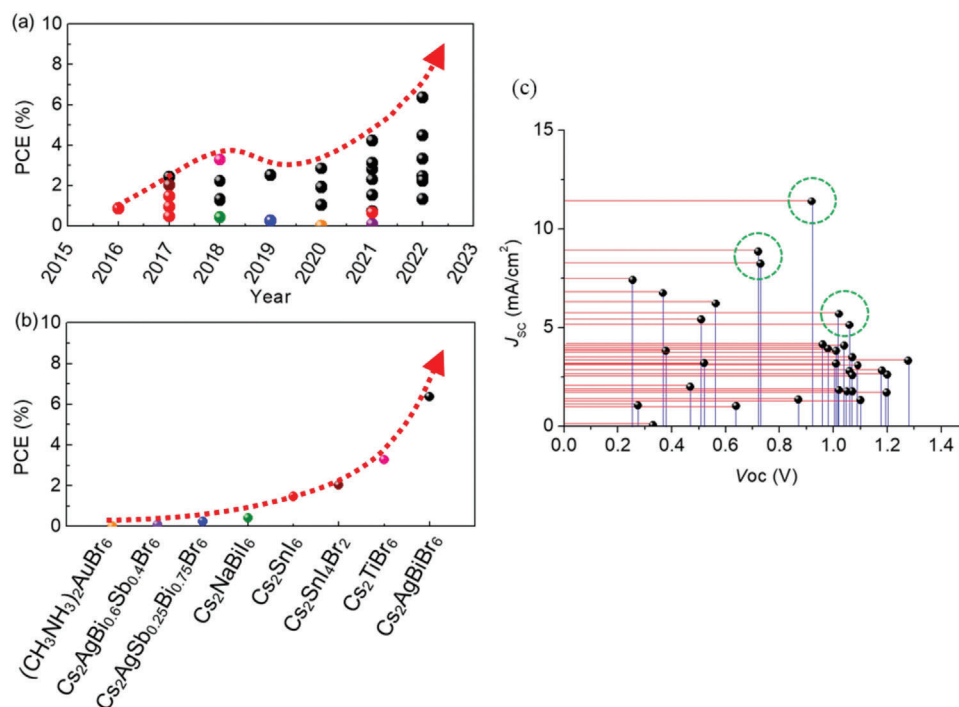 (a)
PCE (%)
10
8
6
4
2
0
2015
2016
2017
2018
2019
2020
2021
2022
2023
Year
(b)
PCE (%)
10
8
6
4
2
0
(CH₃NH₃)₂AuBr₆
Cs₂AgBi₀.₆Sb₀.₄Br₆
Cs₂AgSb₀.₂₅Bi₀.₇₅Br₆
Cs₂NaBiI₆
Cs₂SnI₆
Cs₂SnI₄Br₂
Cs₂TiBr₆
Cs₂AgBiBr₆
(c)
Jsc (mA/cm²)
15
10
5
0
0.0
0.2
0.4
0.6
0.8
1.0
1.2
1.4
Voc (V)